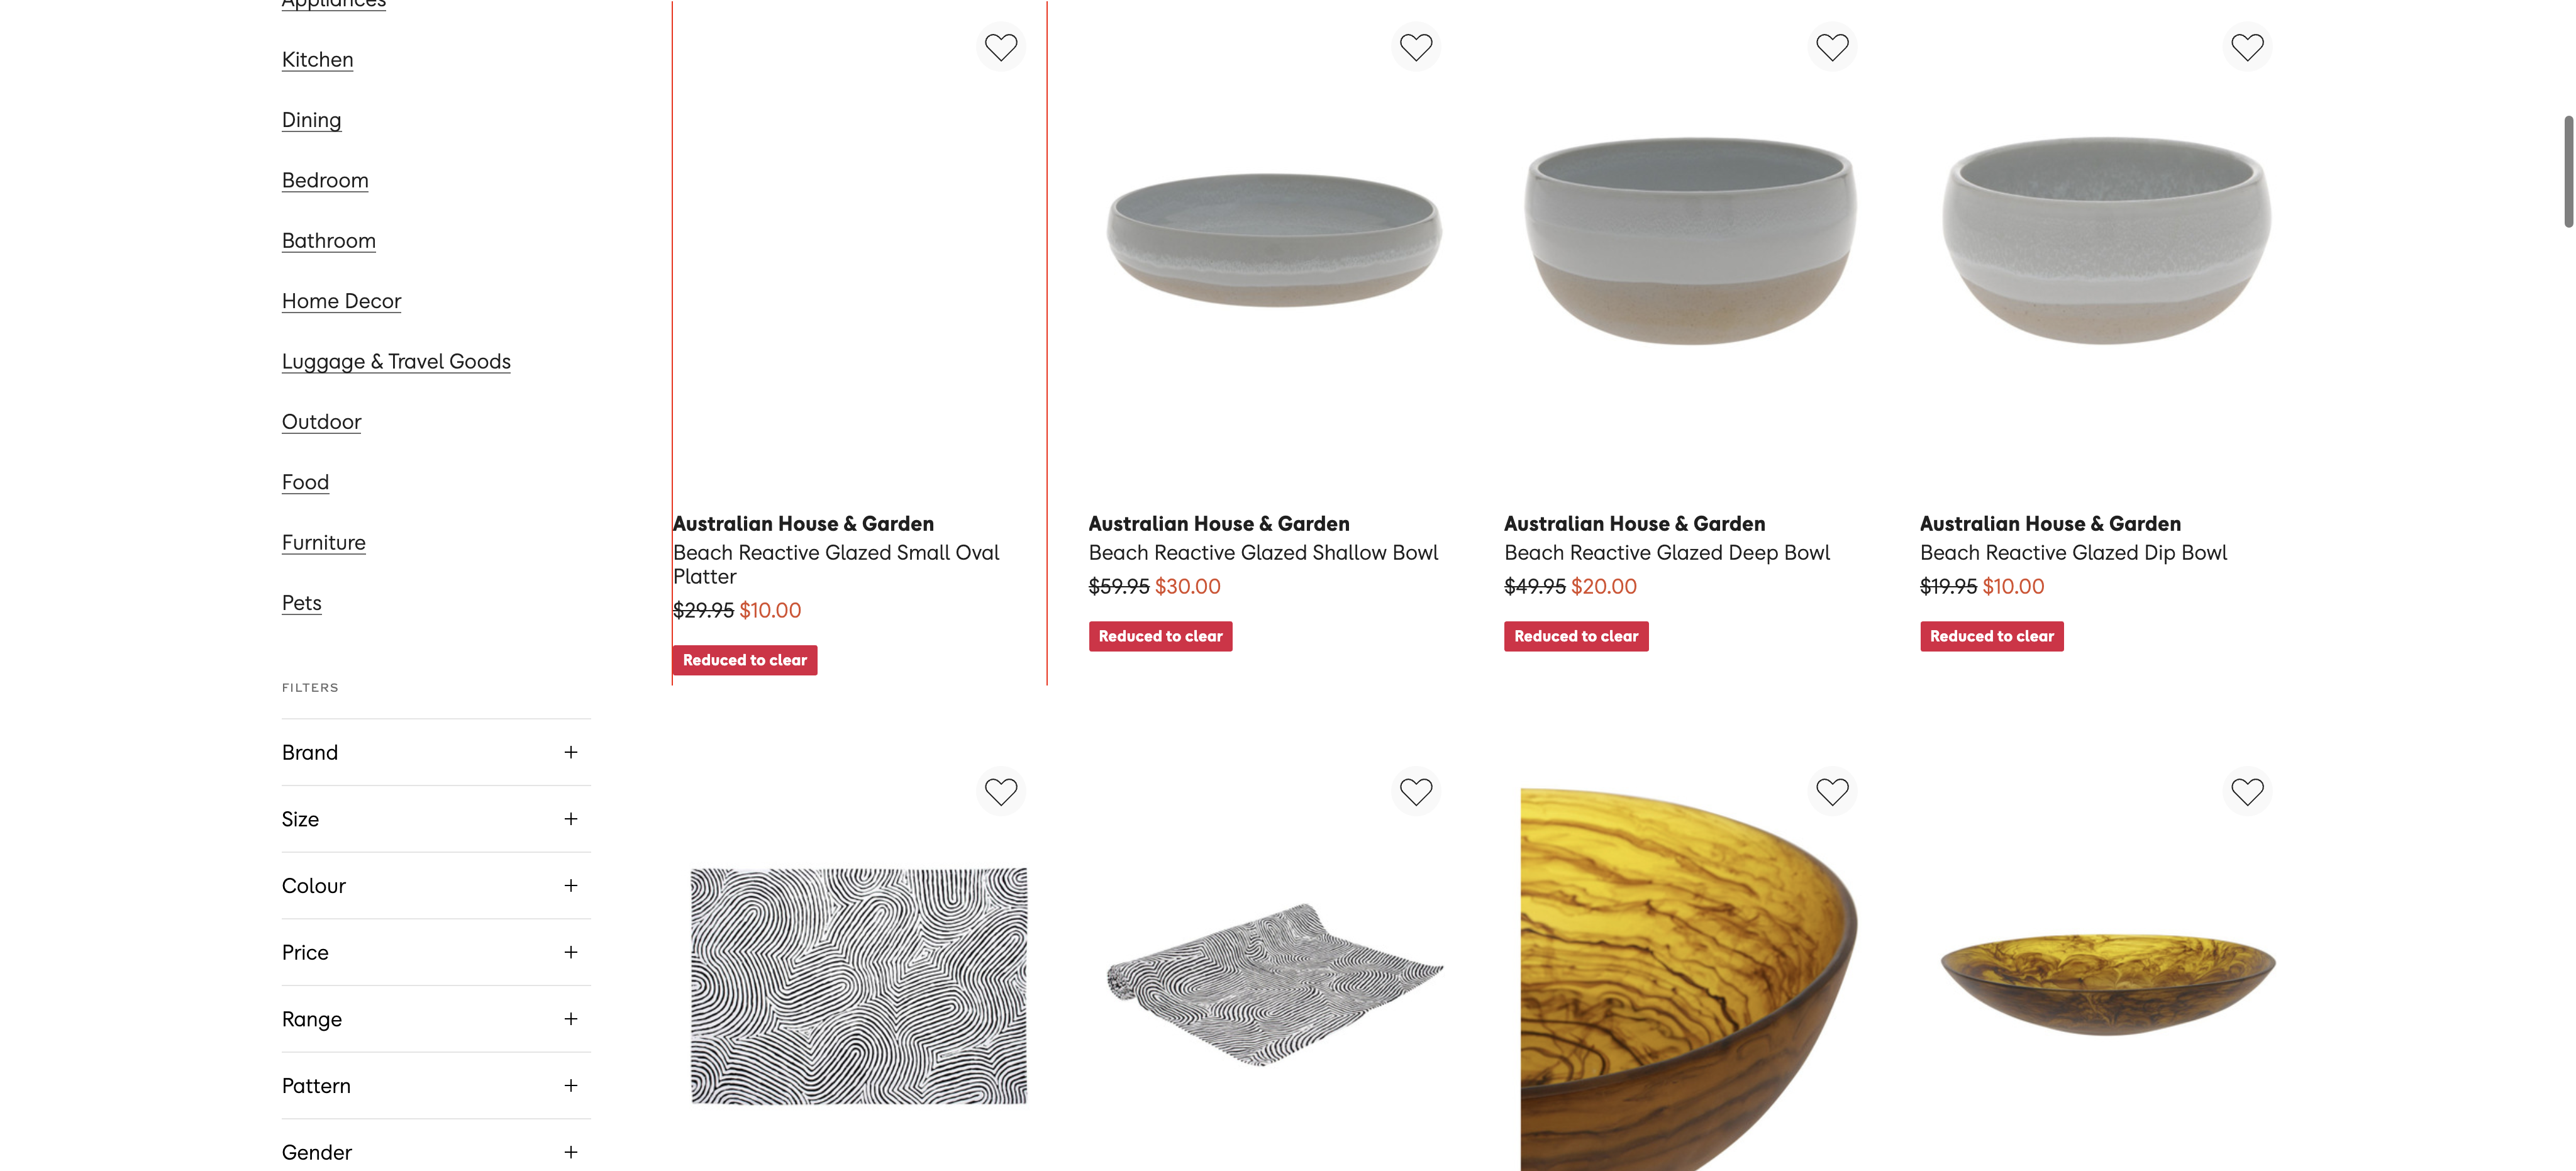 Appliances
Kitchen
Dining
Bedroom
Bathroom
Home Decor
Luggage & Travel Goods
Outdoor
Food
Furniture
Pets
FILTERS
Brand
Size
Colour
Price
Range
Pattern
Gender
Australian House & Garden
Beach Reactive Glazed Small Oval
Platter
$29.95 $10.00
Reduced to clear
Australian House & Garden
Beach Reactive Glazed Shallow Bowl
$59.95 $30.00
Reduced to clear
Australian House & Garden
Beach Reactive Glazed Deep Bowl
$49.95 $20.00
Reduced to clear
Australian House & Garden
Beach Reactive Glazed Dip Bowl
$19.95 $10.00
Reduced to clear